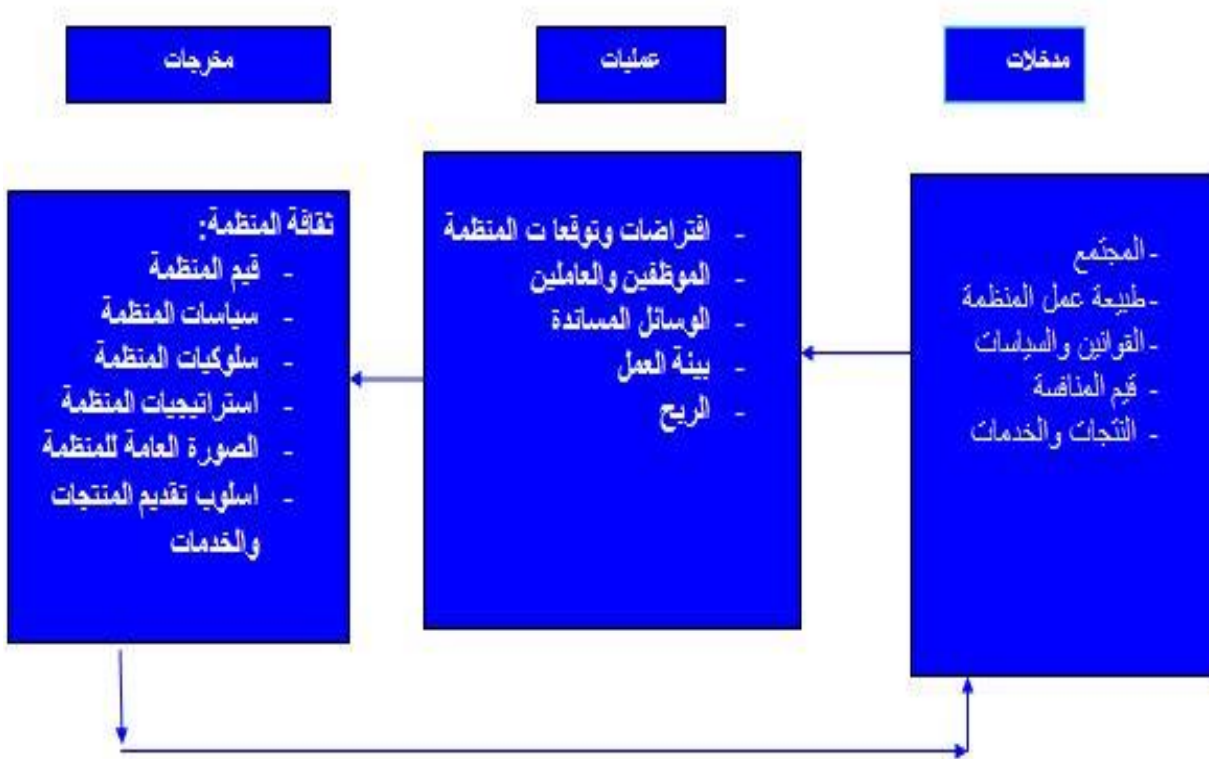 مدخلات
عمليات
مخرجات
- المجتمع
- طبيعة عمل المنظمة
- القوانين والسياسات
- قيم المنافسة
- النتجات والخدمات
- افتراضات وتوقعا ت المنظمة
- الموظفين والعاملين
- الوسائل المساندة
- بيئة العمل
- الربح
ثقافة المنظمة:
- قيم المنظمة
- سياسات المنظمة
- سلوكيات المنظمة
- استراتيجيات المنظمة
- الصورة العامة للمنظمة
- اسلوب تقديم المنتجات
والخدمات